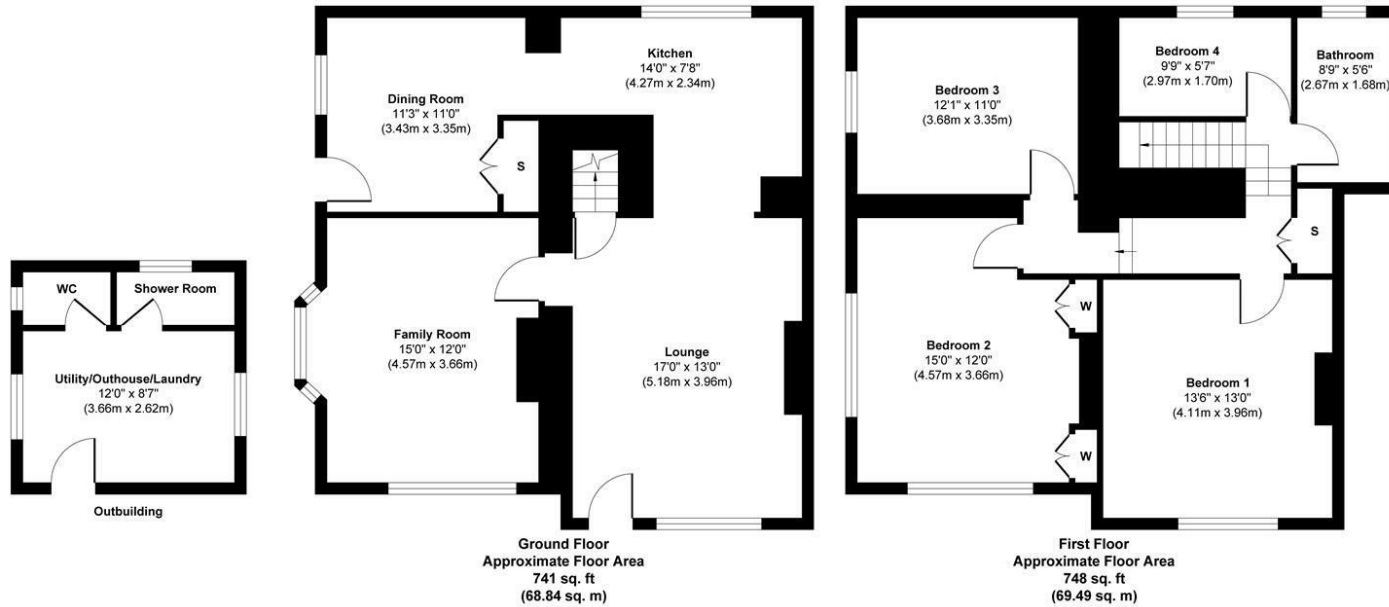 WC
Shower Room
Utility/Outhouse/Laundry
12'0" x 8'7"
(3.66m x 2.62m)
Outbuilding
Kitchen
14'0" x 7'8"
(4.27m x 2.34m)
Dining Room
11'3" x 11'0"
(3.43m x 3.35m)
S
Family Room
15'0" x 12'0"
(4.57m x 3.66m)
Lounge
17'0" x 13'0"
(5.18m x 3.96m)
Ground Floor
Approximate Floor Area
741 sq. ft
(68.84 sq. m)
Bedroom 4
9'9" x 5'7"
(2.97m x 1.70m)
Bathroom
8'9" x 5'6"
(2.67m x 1.68m)
Bedroom 3
12'1" x 11'0"
(3.68m x 3.35m)
S
W
Bedroom 2
15'0" x 12'0"
(4.57m x 3.66m)
Bedroom 1
13'6" x 13'0"
(4.11m x 3.96m)
W
First Floor
Approximate Floor Area
748 sq. ft
(69.49 sq. m)